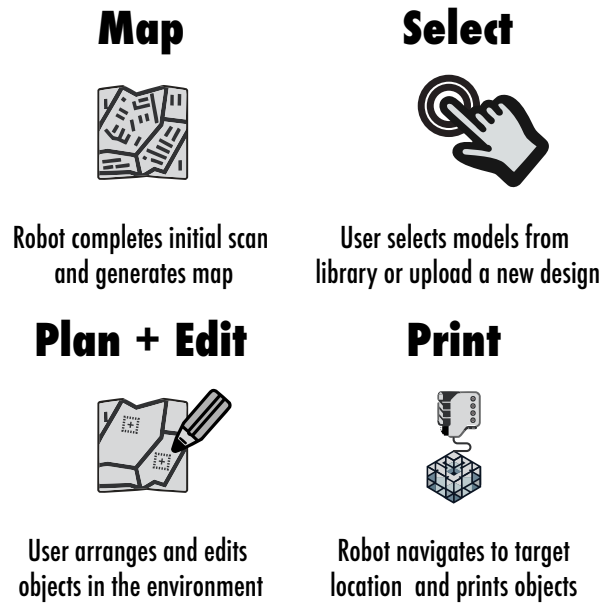 Map
Robot completes initial scan
and generates map
Select
User selects models from
library or upload a new design
Plan + Edit
User arranges and edits
objects in the environment
Print
Robot navigates to target
location  and prints objects